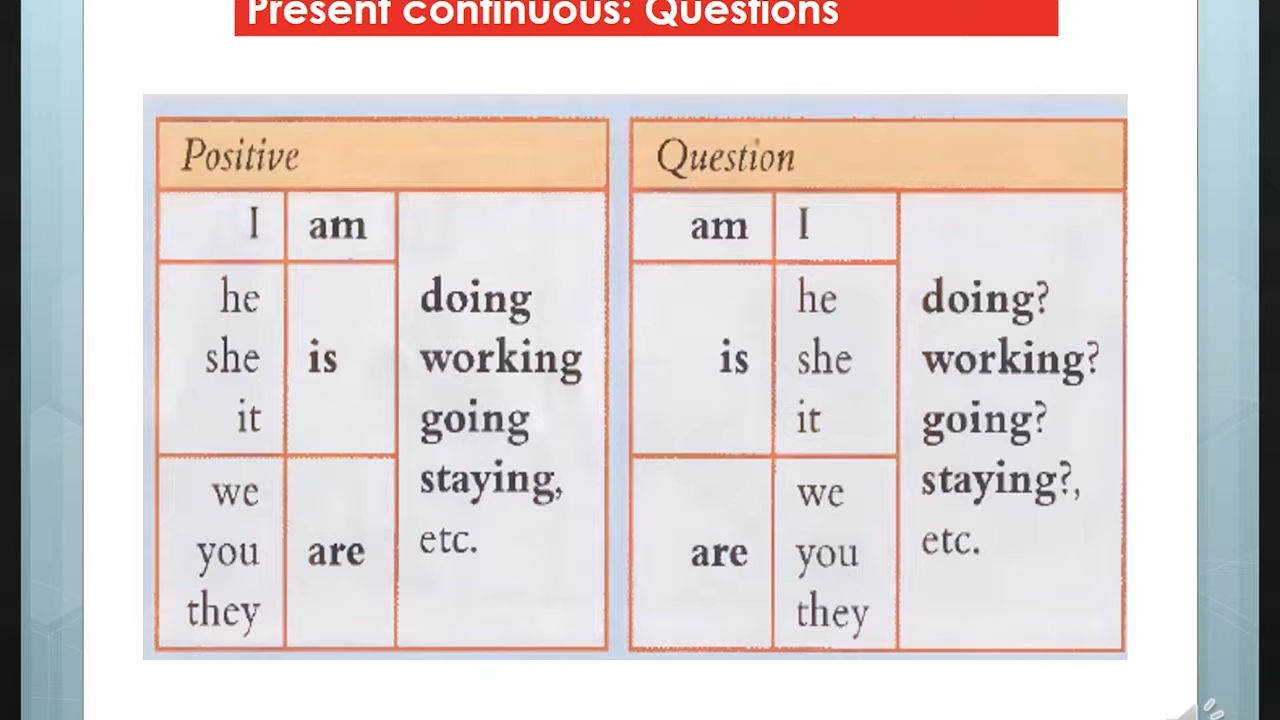 Present continuous: Questions
Positive
I am
he
she is
it
we
you are
they
doing
working
going
staying,
etc.
Question
am I
he
is she
it
we
are you
they
doing?
working?
going?
staying?,
etc.